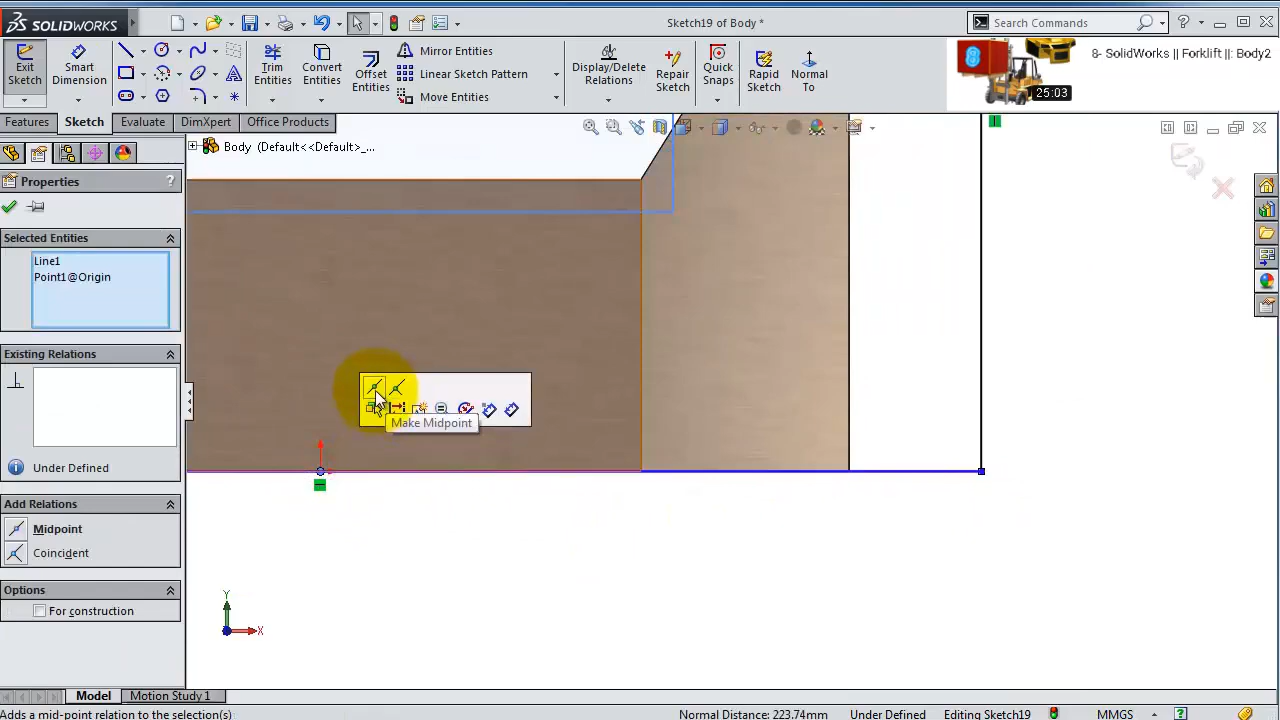 SOLIDWORKS
Sketch19 of Body *
Search Commands
?
8- SolidWorks || Forklift || Body2
25:03
Exit Sketch
Smart Dimension
Trim Entities
Convert Entities
Offset Entities
Mirror Entities
Linear Sketch Pattern
Move Entities
Display/Delete Relations
Repair Sketch
Quick Snaps
Rapid Sketch
Normal To
Features
Sketch
Evaluate
DimXpert
Office Products
Body (Default<<Default>_...
Properties
?
Selected Entities
Line1
Point1@Origin
Existing Relations
Under Defined
Add Relations
Midpoint
Coincident
Options
For construction
Make Midpoint
Y
X
Model
Motion Study 1
Adds a mid-point relation to the selection(s)
Normal Distance: 223.74mm
Under Defined
Editing Sketch19
MMGS
?